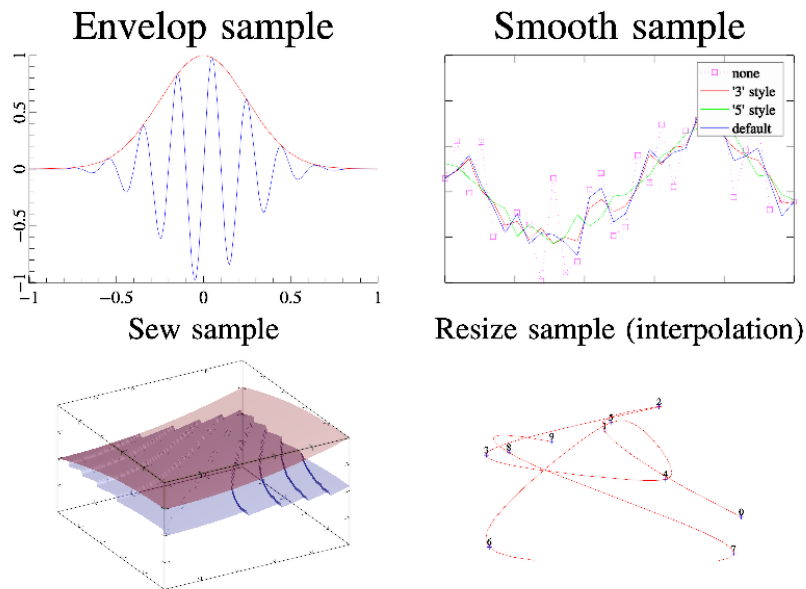 Envelop sample
Smooth sample
1
0.5
0
−0.5
−1
−1 −0.5 0 0.5 1
none
'3' style
'5' style
default
Sew sample
Resize sample (interpolation)
2
5
1
9
8
3
4
0
6
7